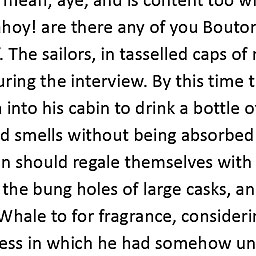 mean, aye, and is content too w
ahoy! are there any of you Bouton
. The sailors, in tasselled caps of r
uring the interview. By this time t
into his cabin to drink a bottle of
d smells without being absorbed
n should regale themselves with
the bung holes of large casks, an
Whale to for fragrance, considerin
ess in which he had somehow un